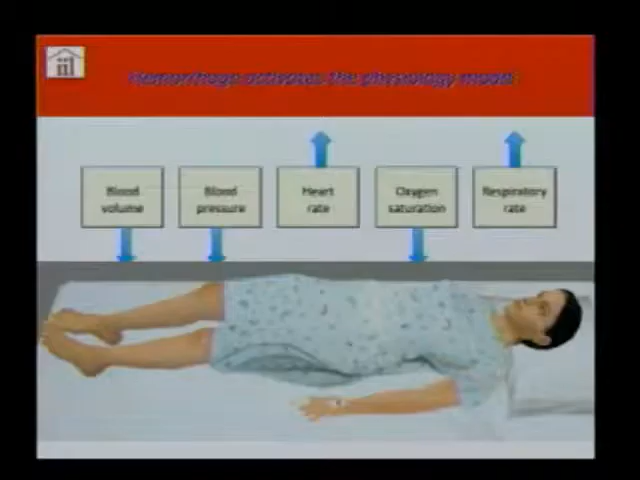 Hemorrhage activates the physiology model
Blood
volume
Blood
pressure
Heart
rate
Oxygen
saturation
Respiratory
rate